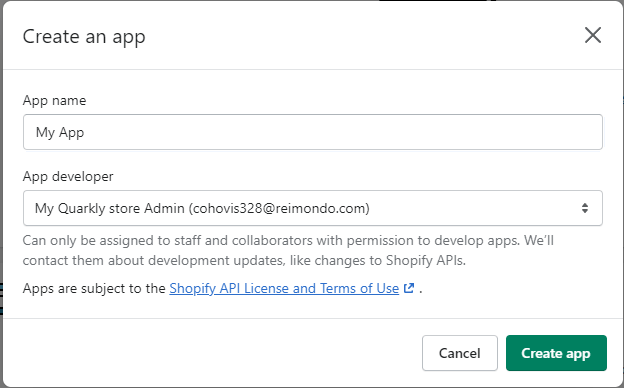 Create an app
App name
My App
App developer
My Quarkly store Admin (cohovis328@reimondo.com)
Can only be assigned to staff and collaborators with permission to develop apps. We’ll
contact them about development updates, like changes to Shopify APIs.
Apps are subject to the Shopify API License and Terms of Use .
Cancel
Create app